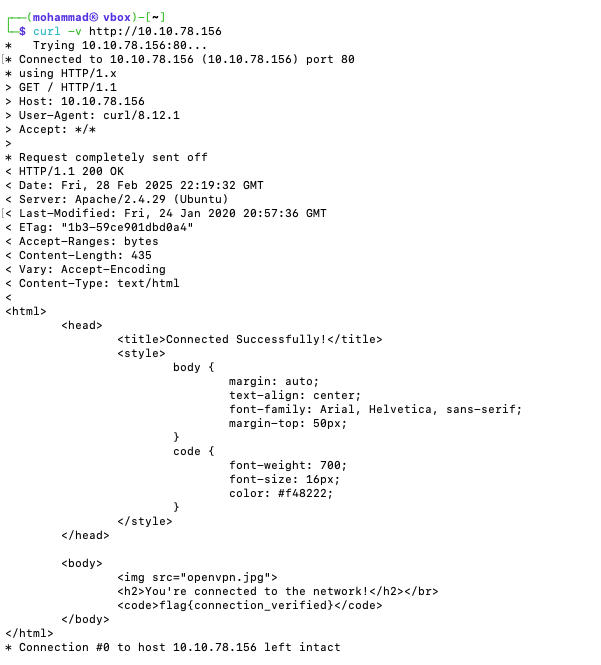 ┌──(mohammad㉿ vbox)-[~]
└─$ curl -v http://10.10.78.156
*   Trying 10.10.78.156:80...
* Connected to 10.10.78.156 (10.10.78.156) port 80
* using HTTP/1.x
> GET / HTTP/1.1
> Host: 10.10.78.156
> User-Agent: curl/8.12.1
> Accept: */*
>
* Request completely sent off
< HTTP/1.1 200 OK
< Date: Fri, 28 Feb 2025 22:19:32 GMT
< Server: Apache/2.4.29 (Ubuntu)
< Last-Modified: Fri, 24 Jan 2020 20:57:36 GMT
< ETag: "1b3-59ce901dbd0a4"
< Accept-Ranges: bytes
< Content-Length: 435
< Vary: Accept-Encoding
< Content-Type: text/html
<
<html>
        <head>
                <title>Connected Successfully!</title>
                <style>
                        body {
                                margin: auto;
                                text-align: center;
                                font-family: Arial, Helvetica, sans-serif;
                                margin-top: 50px;
                        }
                        code {
                                font-weight: 700;
                                font-size: 16px;
                                color: #f48222;
                        }
                </style>
        </head>

        <body>
                <img src="openvpn.jpg">
                <h2>You're connected to the network!</h2></br>
                <code>flag{connection_verified}</code>
        </body>
</html>
* Connection #0 to host 10.10.78.156 left intact